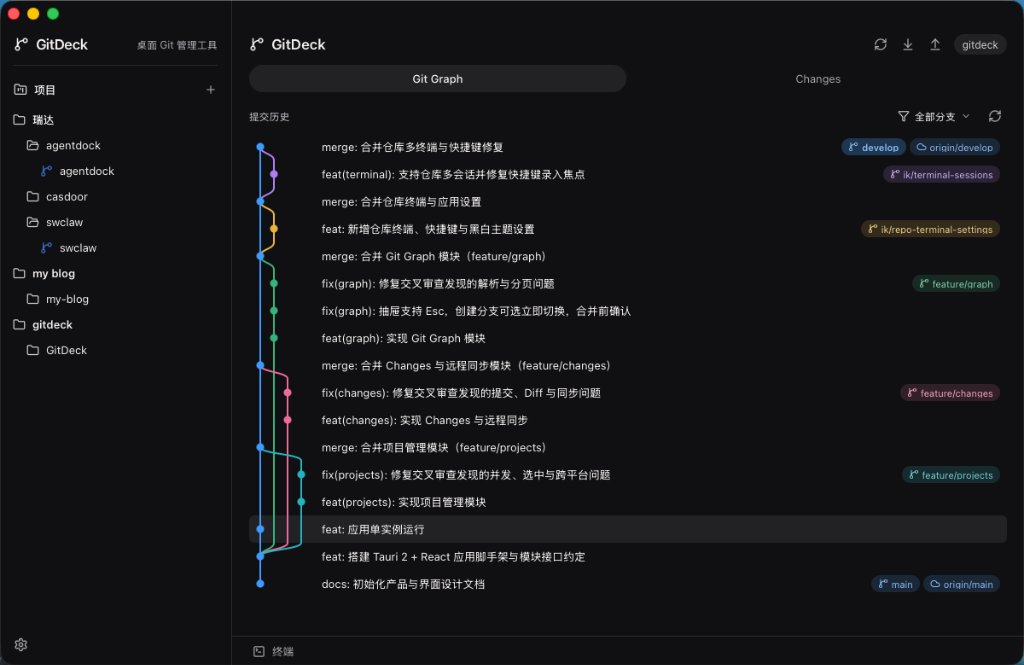 GitDeck 桌面 Git 管理工具
项目
瑞达
agentdock
agentdock
casdoor
swclaw
swclaw
my blog
my-blog
gitdeck
GitDeck
GitDeck gitdeck
Git Graph Changes
提交历史 全部分支
merge: 合并仓库多终端与快捷键修复 develop origin/develop
feat(terminal): 支持仓库多会话并修复快捷键录入焦点 ik/terminal-sessions
merge: 合并仓库终端与应用设置
feat: 新增仓库终端、快捷键与黑白主题设置 ik/repo-terminal-settings
merge: 合并 Git Graph 模块（feature/graph）
fix(graph): 修复交叉审查发现的解析与分页问题 feature/graph
fix(graph): 抽屉支持 Esc，创建分支可选立即切换，合并前确认
feat(graph): 实现 Git Graph 模块
merge: 合并 Changes 与远程同步模块（feature/changes）
fix(changes): 修复交叉审查发现的提交、Diff 与同步问题 feature/changes
feat(changes): 实现 Changes 与远程同步
merge: 合并项目管理模块（feature/projects）
fix(projects): 修复交叉审查发现的并发、选中与跨平台问题 feature/projects
feat(projects): 实现项目管理模块
feat: 应用单实例运行
feat: 搭建 Tauri 2 + React 应用脚手架与模块接口约定
docs: 初始化产品与界面设计文档 main origin/main
终端